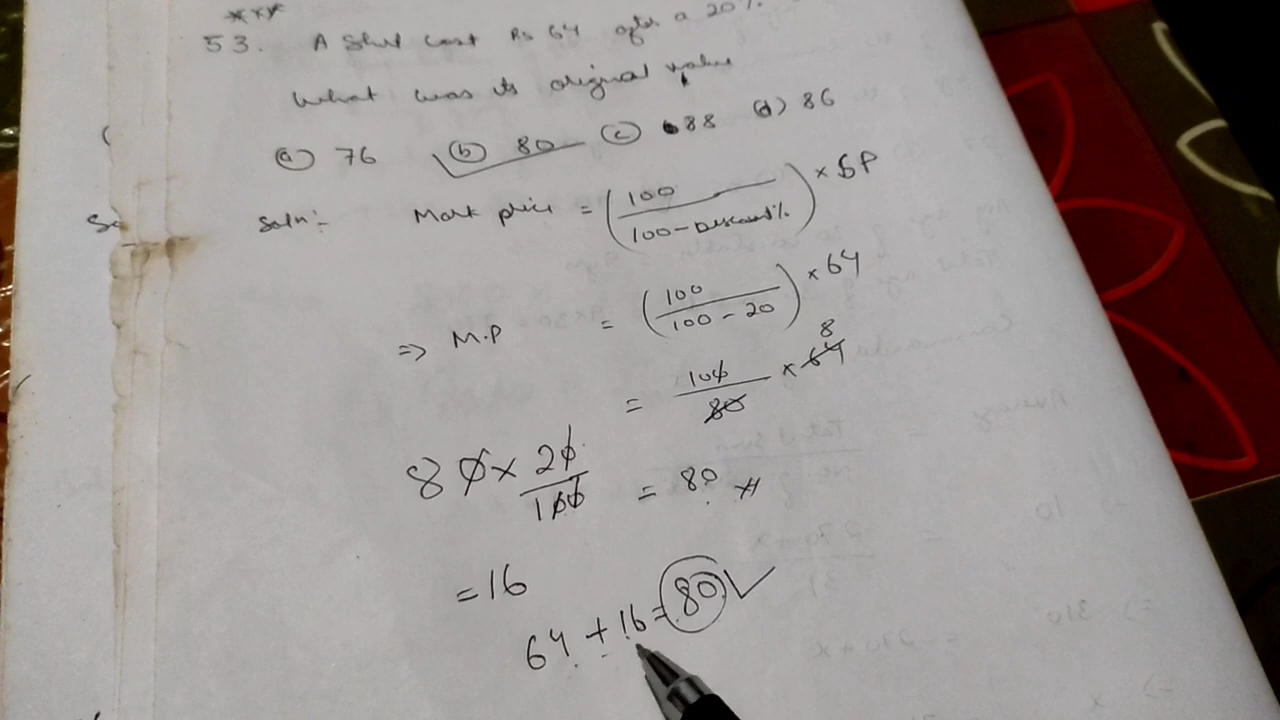 53. A Shirt cost Rs 64 after a 20%
What was its original value
(a) 76 (b) 80 (c) 88 (d) 86
Soln:- Mark price = (100 / 100 - Discount%) × SP
=> M.P = (100 / 100 - 20) × 64
= 100 / 80 × 64 8
= 80
80 × 20 / 100
= 16
64 + 16 = 80